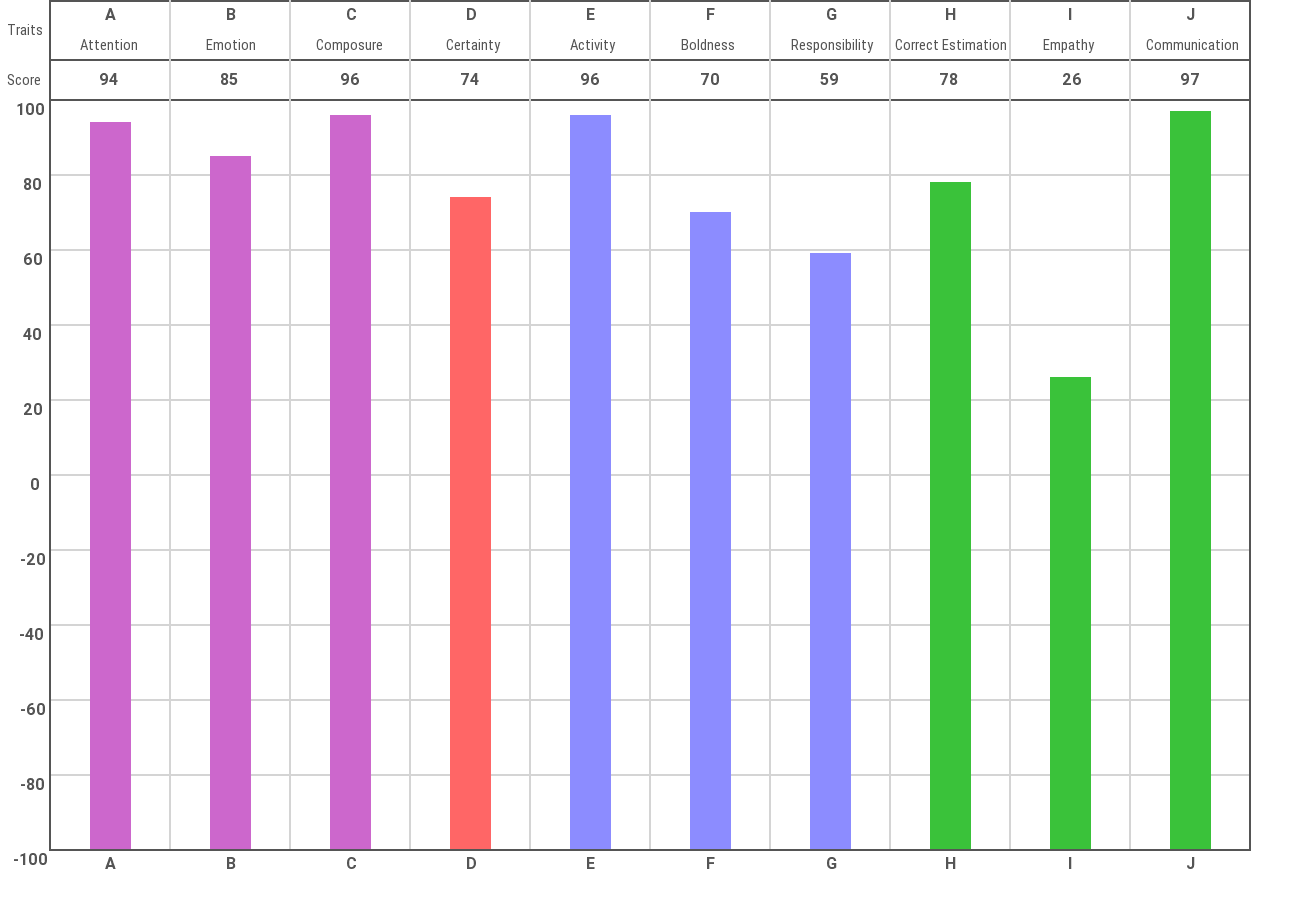 Traits A B C D E F G H I J
Attention Emotion Composure Certainty Activity Boldness Responsibility Correct Estimation Empathy Communication
Score 94 85 96 74 96 70 59 78 26 97
100
80
60
40
20
0
-20
-40
-60
-80
-100
A B C D E F G H I J